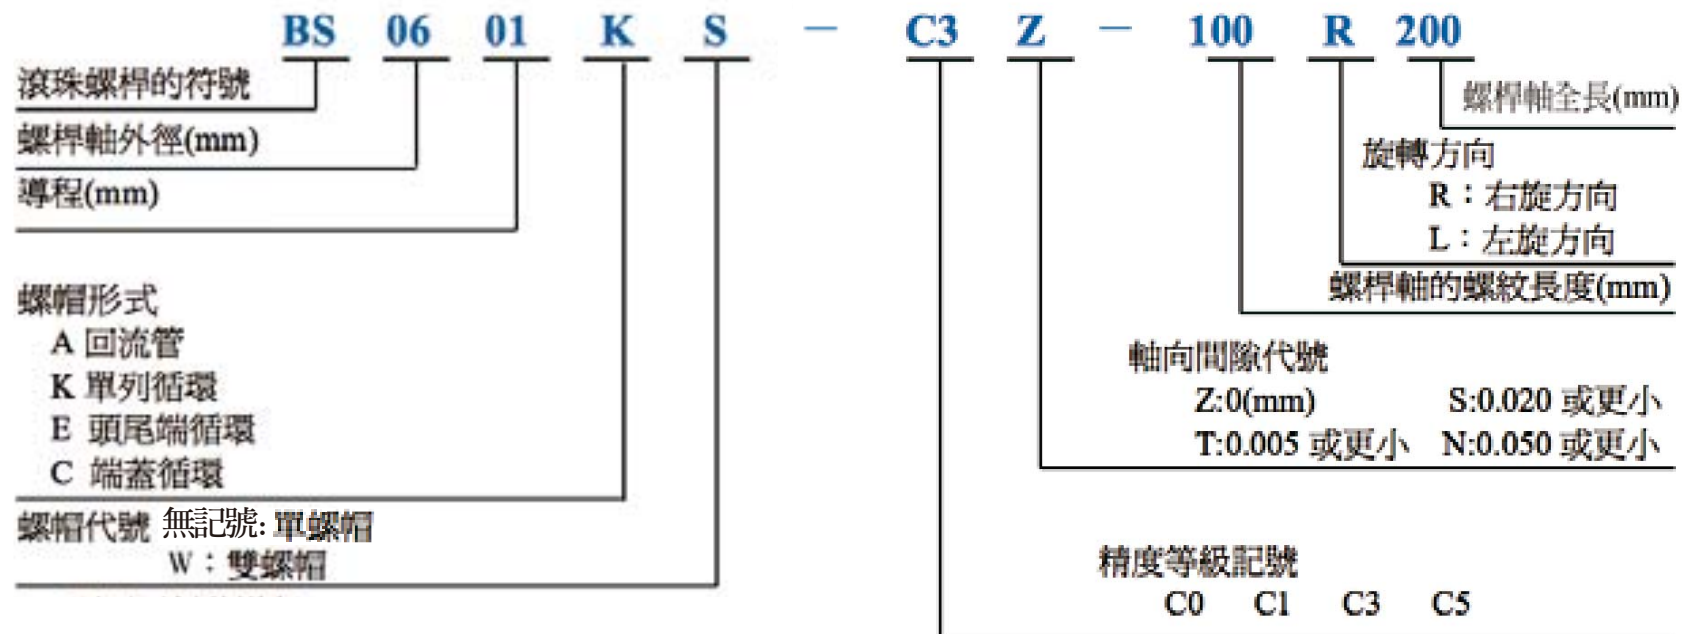 BS 06 01 K S － C3 Z － 100 R 200
滾珠螺桿的符號
螺桿軸外徑(mm)
導程(mm)
螺帽形式
A 回流管
K 單列循環
E 頭尾端循環
C 端蓋循環
螺帽代號 無記號: 單螺帽
W：雙螺帽
螺桿軸全長(mm)
旋轉方向
R：右旋方向
L：左旋方向
螺桿軸的螺紋長度(mm)
軸向間隙代號
Z:0(mm) S:0.020 或更小
T:0.005 或更小 N:0.050 或更小
精度等級記號
C0 C1 C3 C5